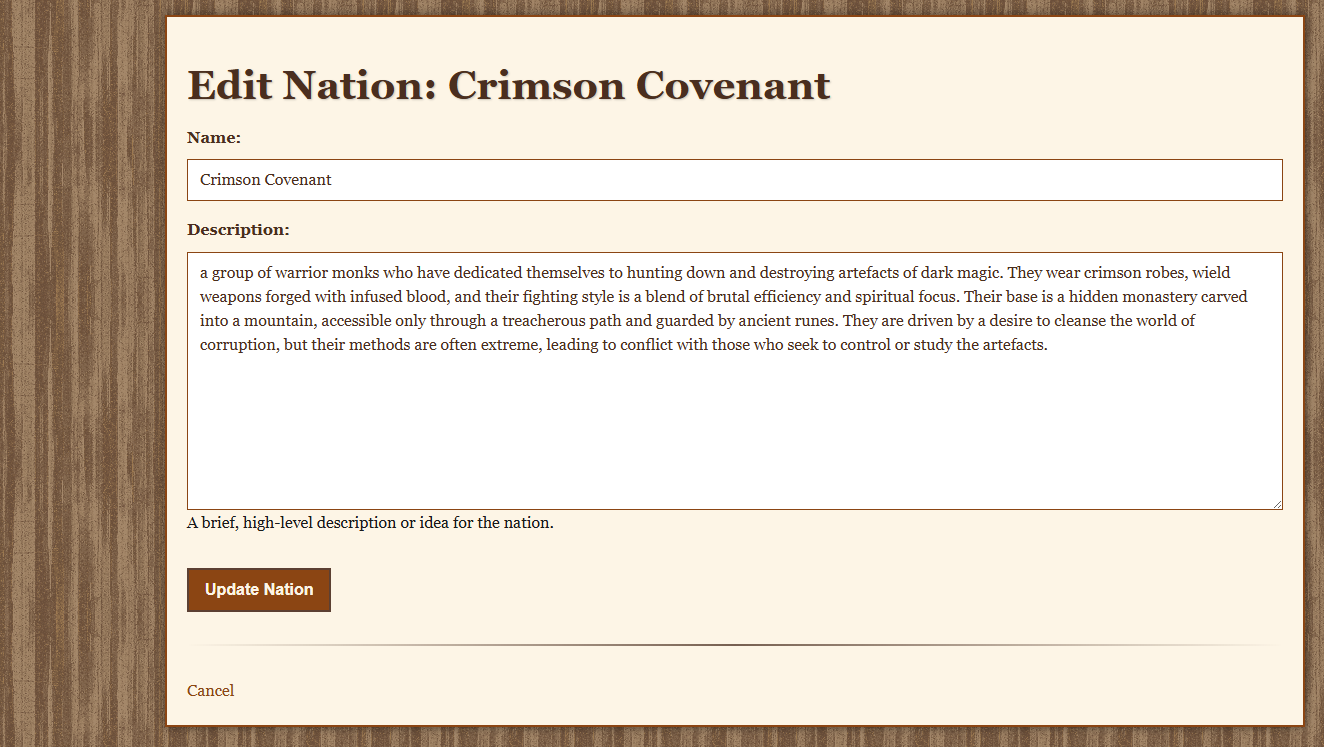 Edit Nation: Crimson Covenant
Name:
Crimson Covenant
Description:
a group of warrior monks who have dedicated themselves to hunting down and destroying artefacts of dark magic. They wear crimson robes, wield
weapons forged with infused blood, and their fighting style is a blend of brutal efficiency and spiritual focus. Their base is a hidden monastery carved
into a mountain, accessible only through a treacherous path and guarded by ancient runes. They are driven by a desire to cleanse the world of
corruption, but their methods are often extreme, leading to conflict with those who seek to control or study the artefacts.
A brief, high-level description or idea for the nation.
Update Nation
Cancel